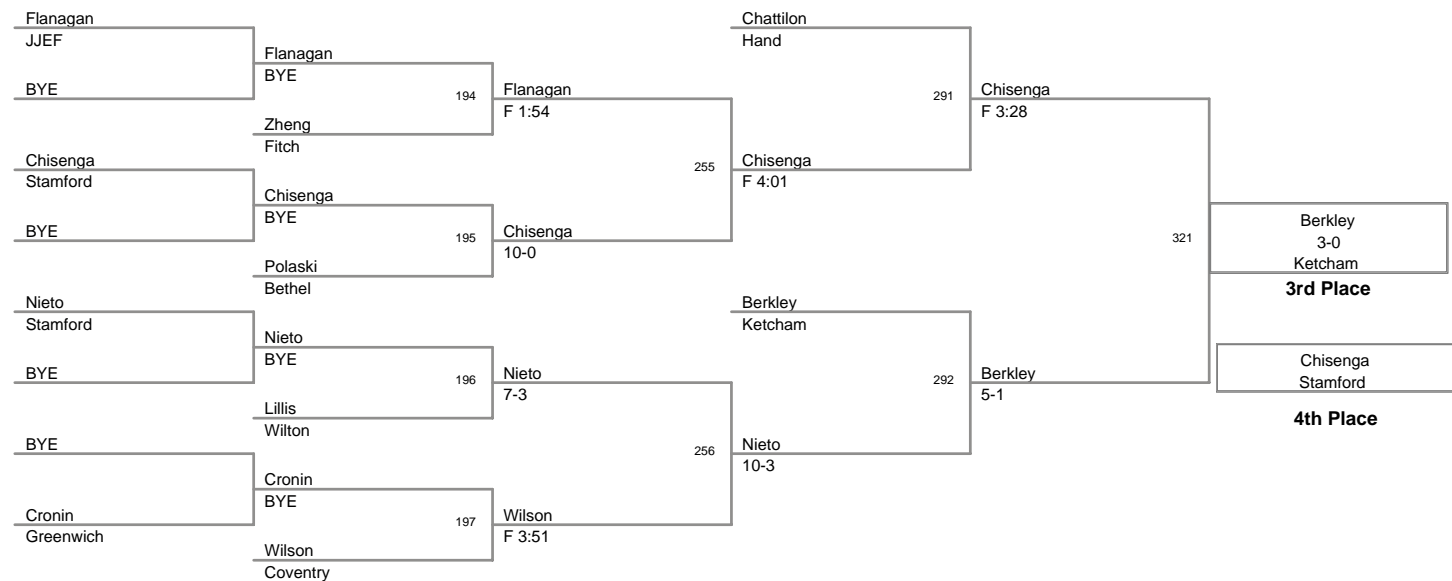 Flanagan
JJEF
BYE
Chisenga
Stamford
BYE
Nieto
Stamford
BYE
BYE
Cronin
Greenwich
Flanagan
BYE
194
Zheng
Fitch
Chisenga
BYE
195
Polaski
Bethel
Nieto
BYE
196
Lillis
Wilton
Cronin
BYE
197
Wilson
Coventry
Flanagan
F 1:54
255
Chisenga
10-0
Nieto
7-3
256
Wilson
F 3:51
Chattilon
Hand
291
Chisenga
F 4:01
Berkley
Ketcham
292
Nieto
10-3
Chisenga
F 3:28
321
Berkley
5-1
Berkley
3-0
Ketcham
3rd Place
Chisenga
Stamford
4th Place